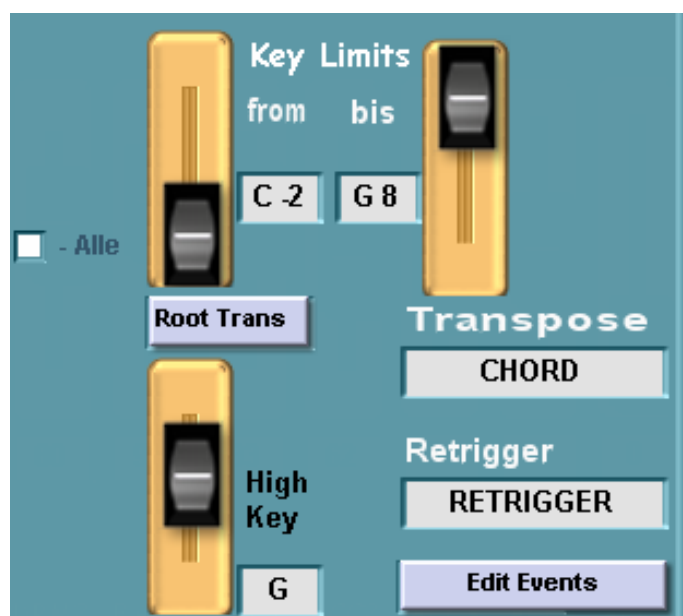 Key Limits
from bis
C -2 G 8
- Alle
Root Trans
Transpose
CHORD
Retrigger
High
Key
RETRIGGER
G
Edit Events